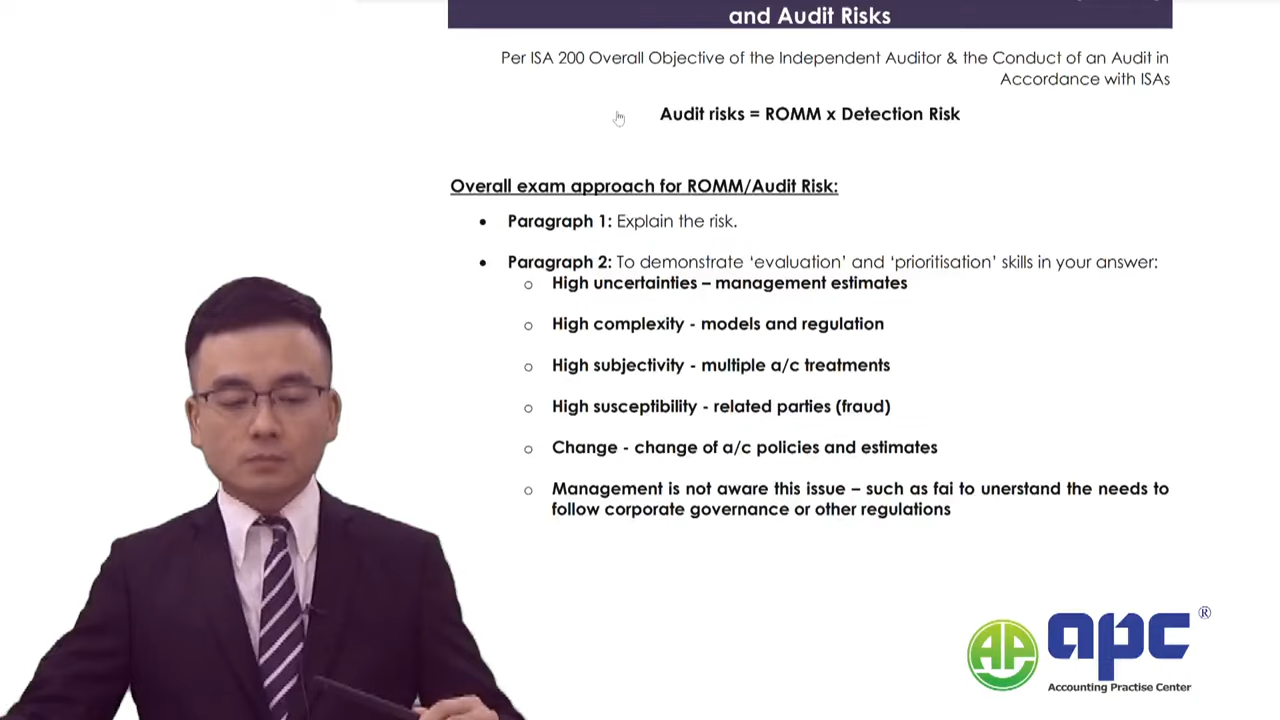 and Audit Risks
Per ISA 200 Overall Objective of the Independent Auditor & the Conduct of an Audit in
Accordance with ISAs
Audit risks = ROMM x Detection Risk
Overall exam approach for ROMM/Audit Risk:
• Paragraph 1: Explain the risk.
• Paragraph 2: To demonstrate ‘evaluation’ and ‘prioritisation’ skills in your answer:
o High uncertainties – management estimates
o High complexity - models and regulation
o High subjectivity - multiple a/c treatments
o High susceptibility - related parties (fraud)
o Change - change of a/c policies and estimates
o Management is not aware this issue – such as fai to unerstand the needs to
follow corporate governance or other regulations
apc ®
Accounting Practise Center